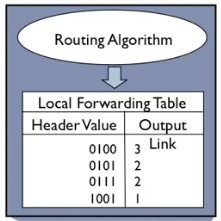 Routing Algorithm
Local Forwarding Table
Header Value Output
Link
0100 3
0101 2
0111 2
1001 1